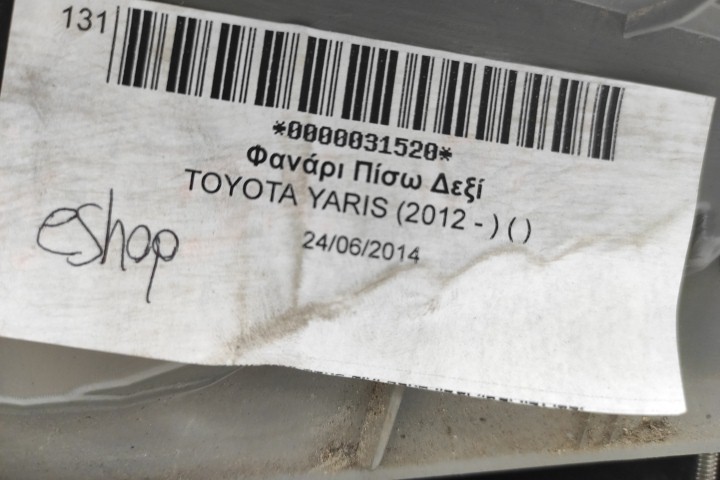 131
*0000031520*
Φανάρι Πίσω Δεξί
TOYOTA YARIS (2012 - ) ()
24/06/2014
eshop